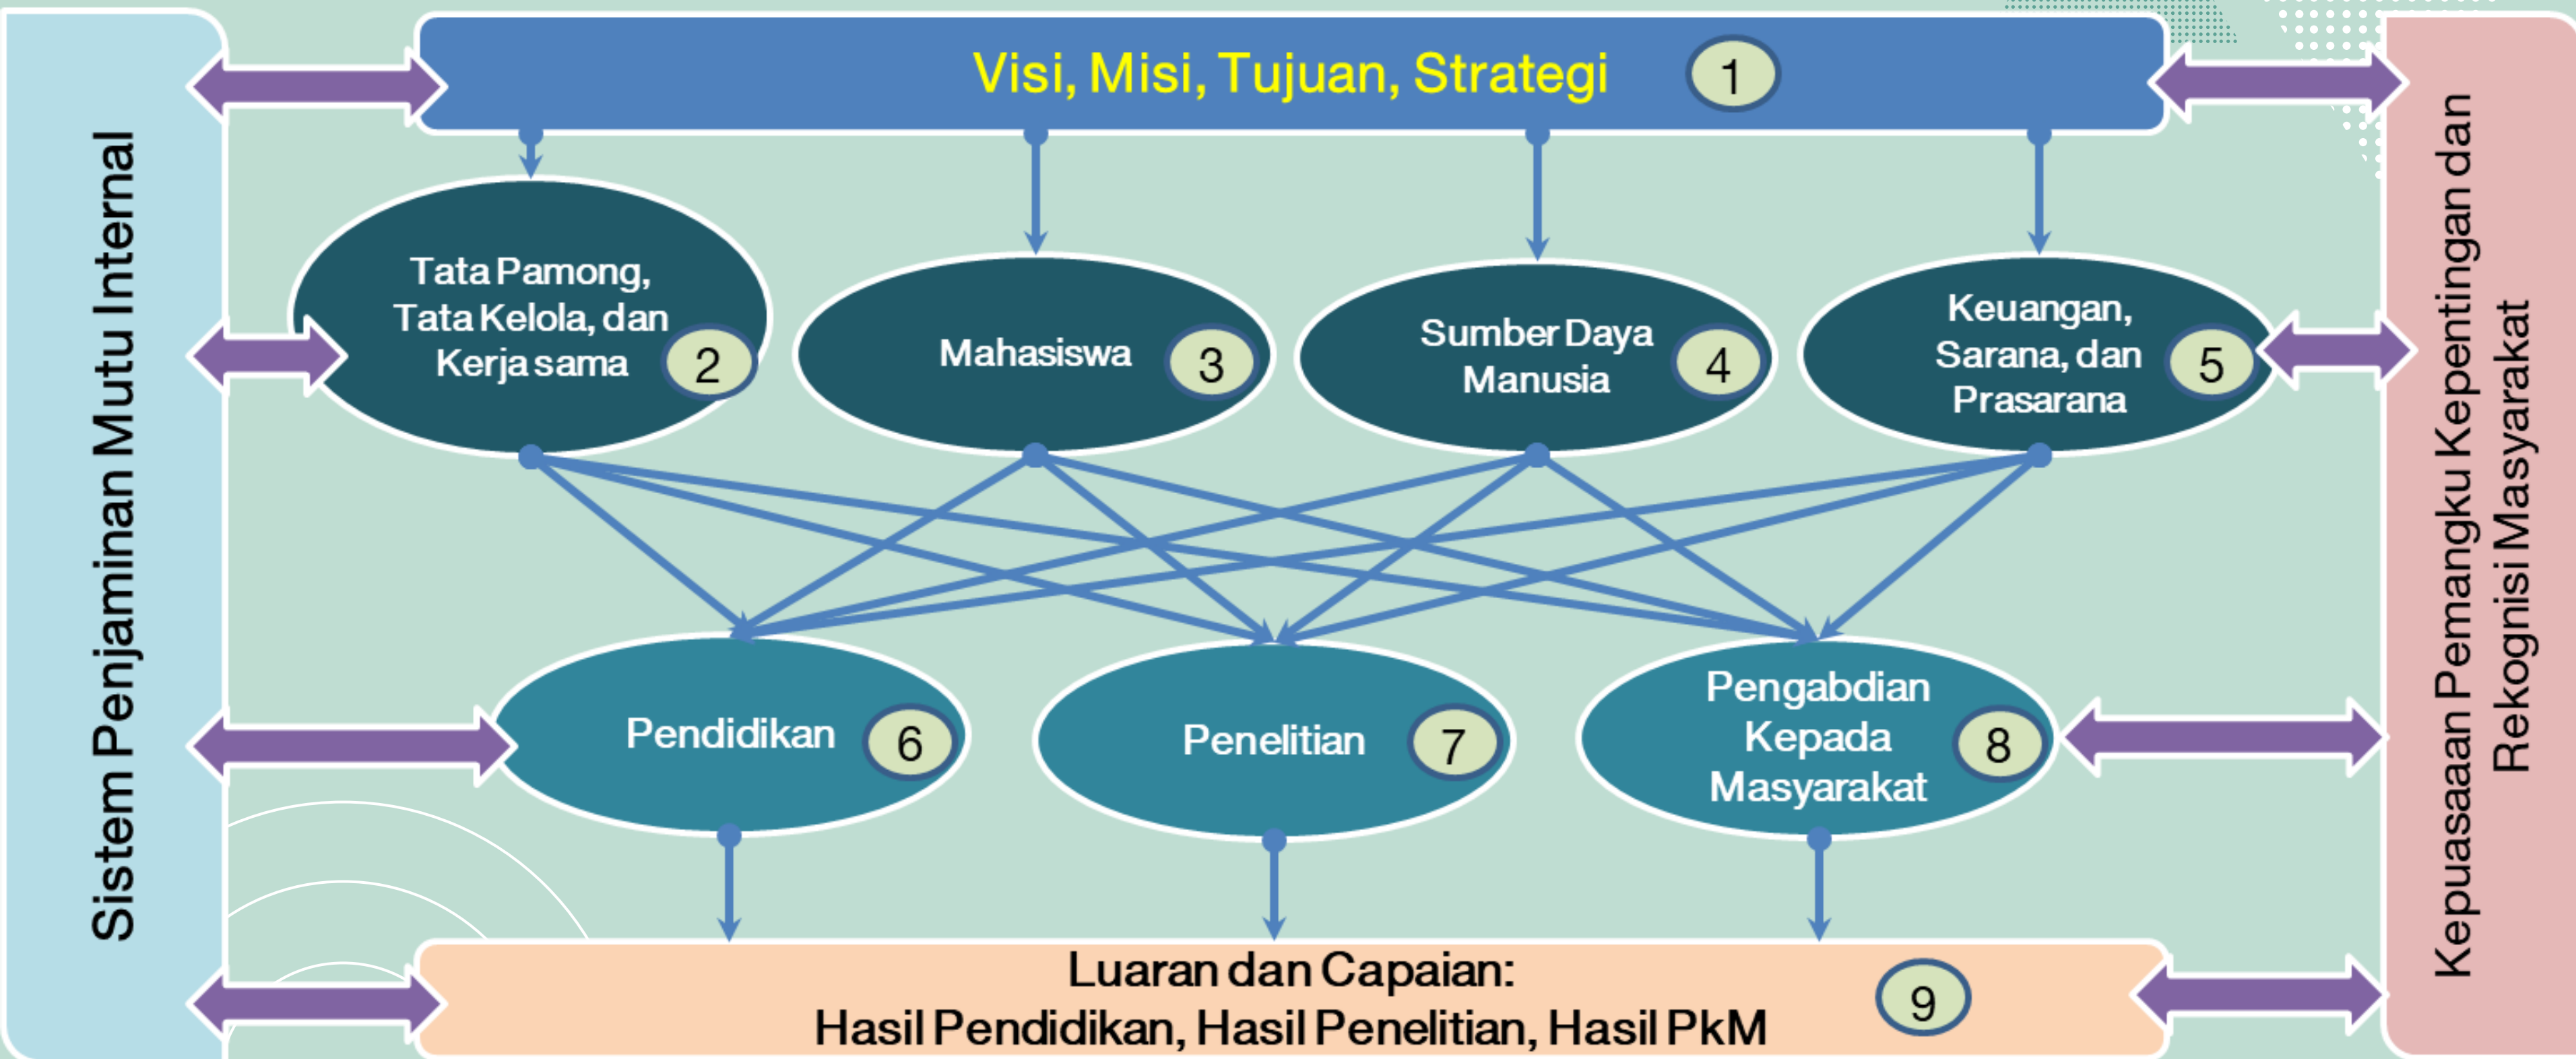 Sistem Penjaminan Mutu Internal
Visi, Misi, Tujuan, Strategi 1
Tata Pamong,
Tata Kelola, dan
Kerja sama 2
Mahasiswa 3
Sumber Daya
Manusia 4
Keuangan,
Sarana, dan
Prasarana 5
Pendidikan 6
Penelitian 7
Pengabdian
Kepada
Masyarakat 8
Luaran dan Capaian:
Hasil Pendidikan, Hasil Penelitian, Hasil PkM 9
Kepuasaaan Pemangku Kepentingan dan
Rekognisi Masyarakat